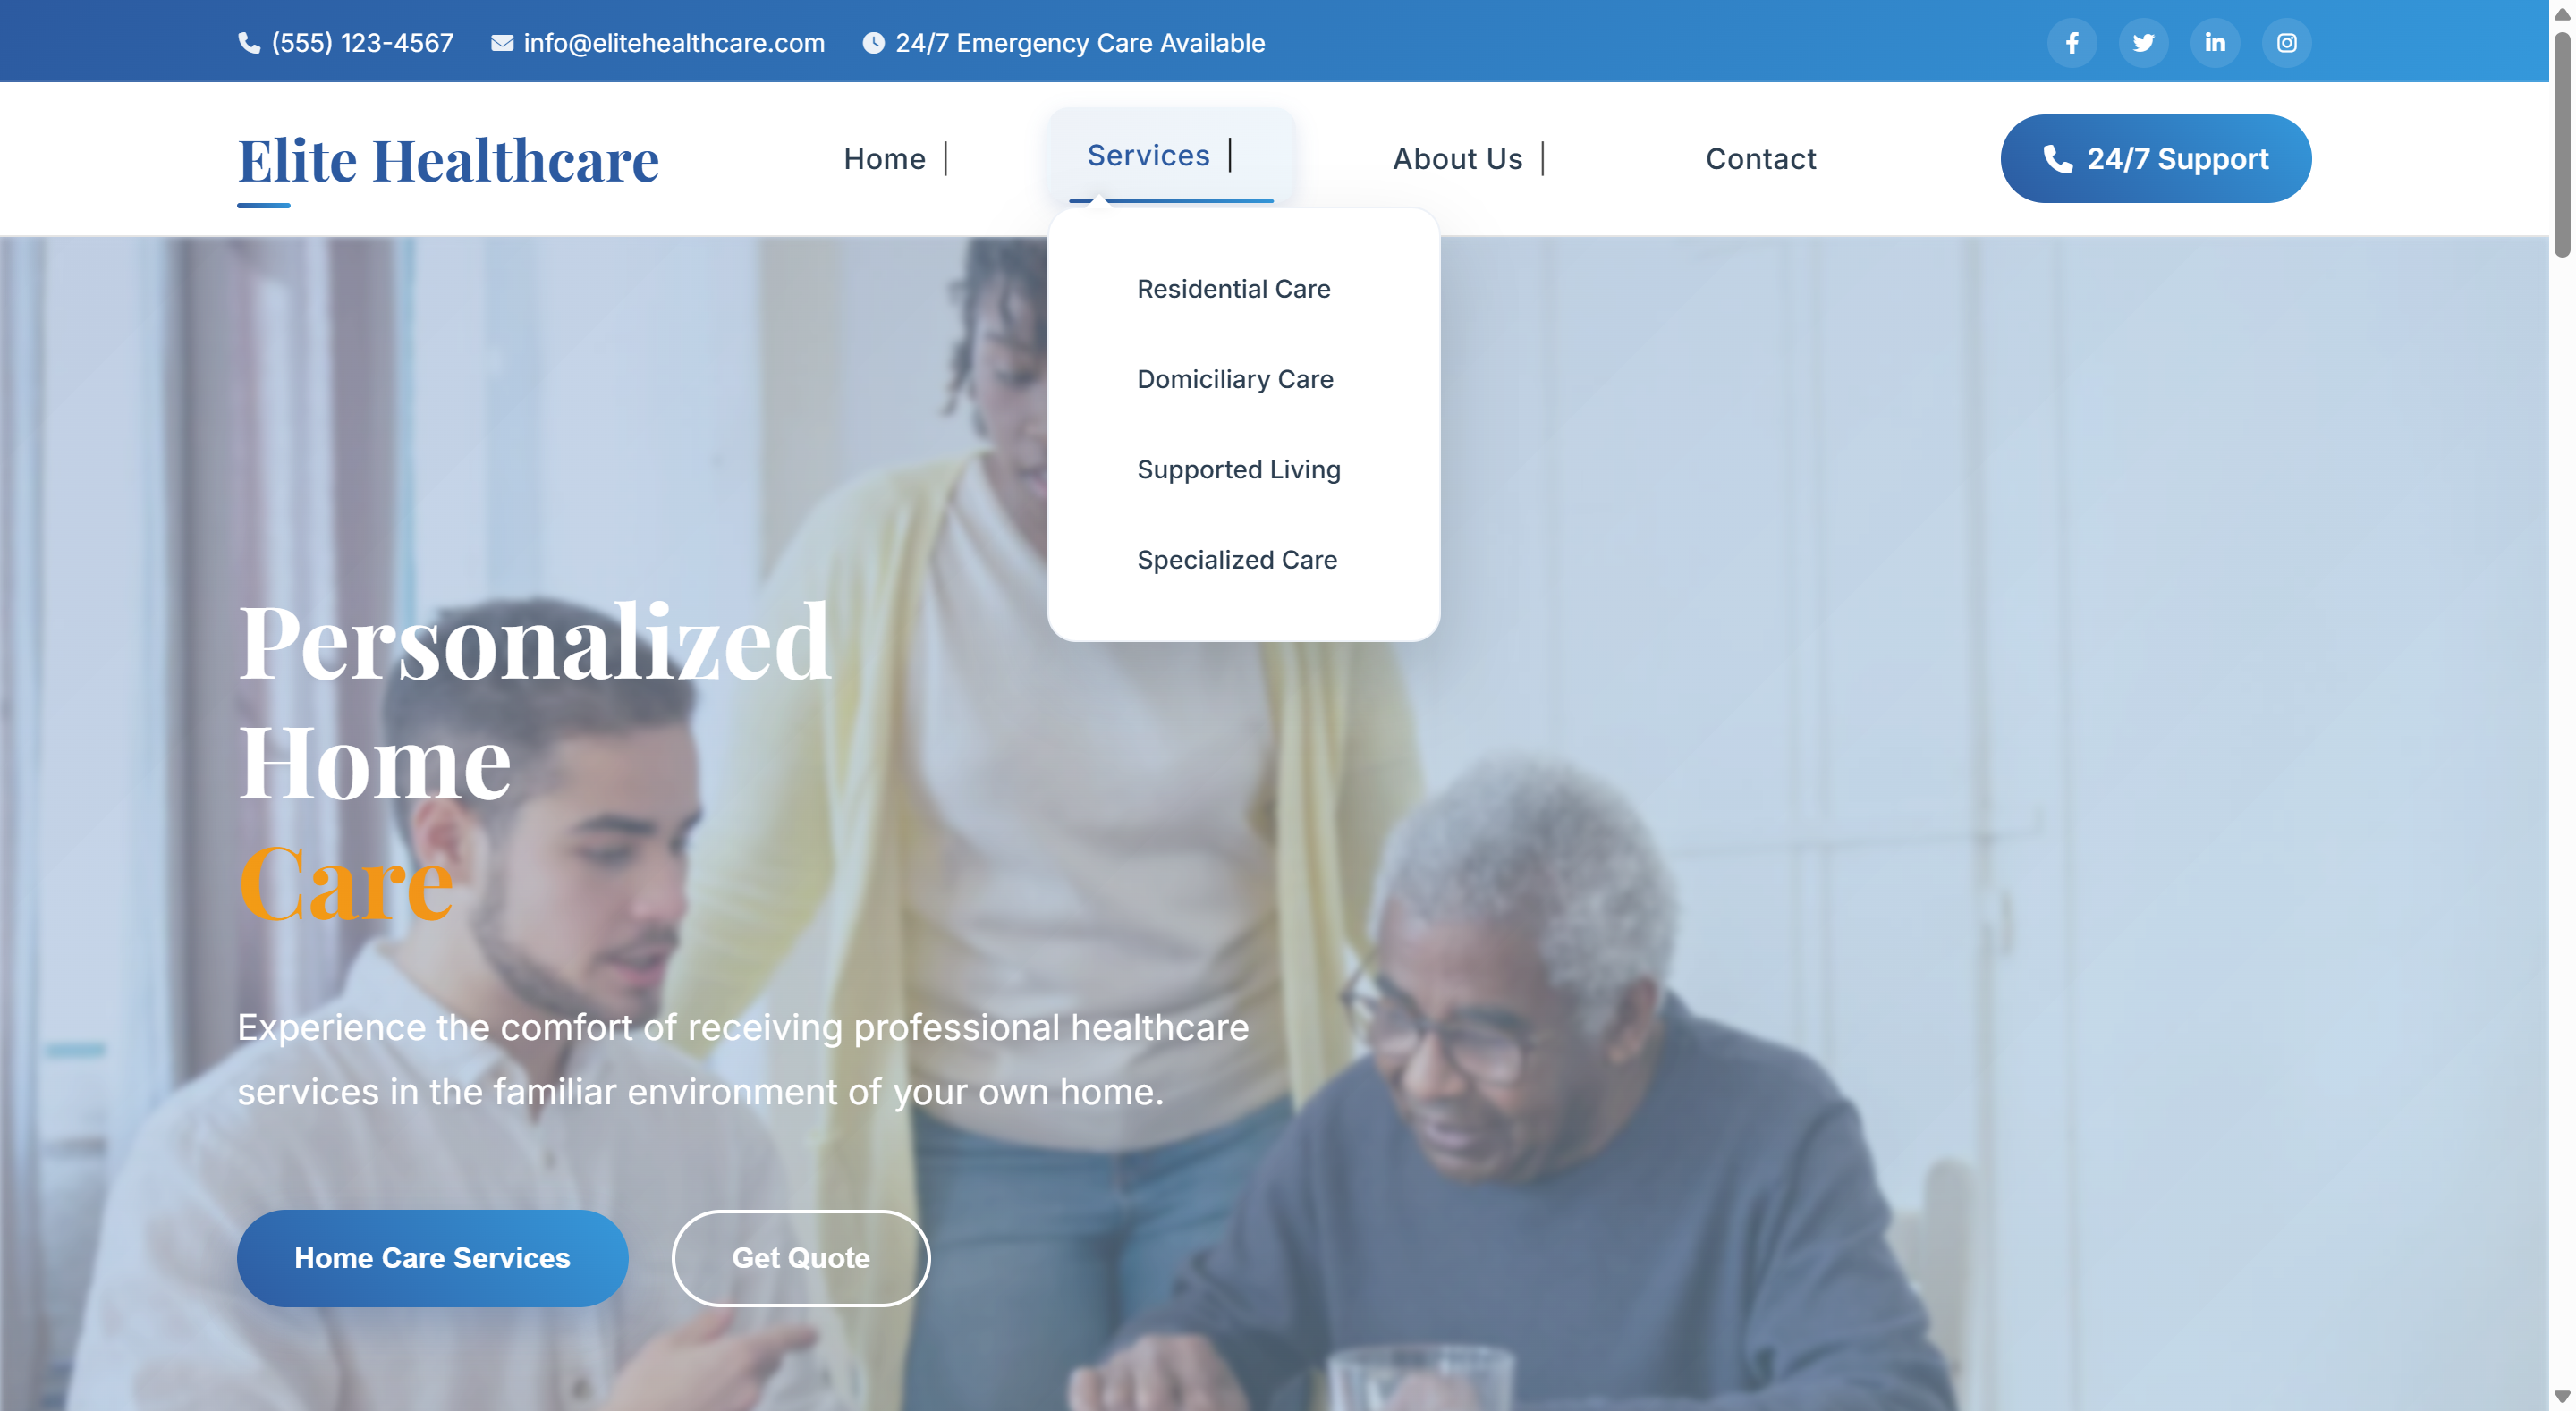 (555) 123-4567 info@elitehealthcare.com 24/7 Emergency Care Available
Elite Healthcare Home | Services | About Us | Contact 24/7 Support
Residential Care
Domiciliary Care
Supported Living
Specialized Care
Personalized
Home
Care
Experience the comfort of receiving professional healthcare
services in the familiar environment of your own home.
Home Care Services Get Quote